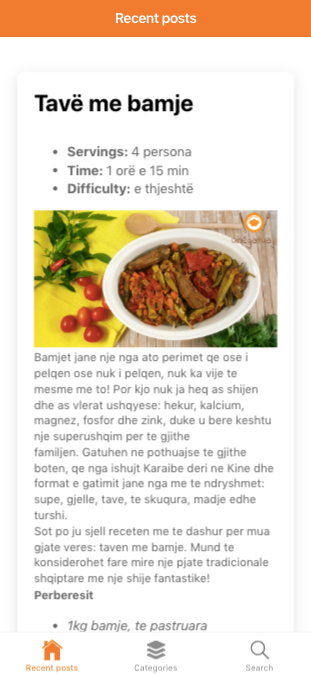 Recent posts
Tavë me bamje
• Servings: 4 persona
• Time: 1 orë e 15 min
• Difficulty: e thjeshtë
Bamjet jane nje nga ato perimet qe ose i
pelqen ose nuk i pelqen, nuk ka vije te
mesme me to! Por kjo nuk ja heq as shijen
dhe as vlerat ushqyese: hekur, kalcium,
magnez, fosfor dhe zink, duke u bere keshtu
nje superushqim per te gjithe
familjen. Gatuhen ne pothuajse te gjithe
boten, qe nga ishujt Karaibe deri ne Kine dhe
format e gatimit jane nga me te ndryshmet:
supe, gjelle, tave, te skuqura, madje edhe
turshi.
Sot po ju sjell receten me te dashur per mua
gjate veres: taven me bamje. Mund te
konsiderohet fare mire nje pjate tradicionale
shqiptare me nje shije fantastike!
Perberesit
• 1kg bamje, te pastruara
Recent posts
Categories
Search